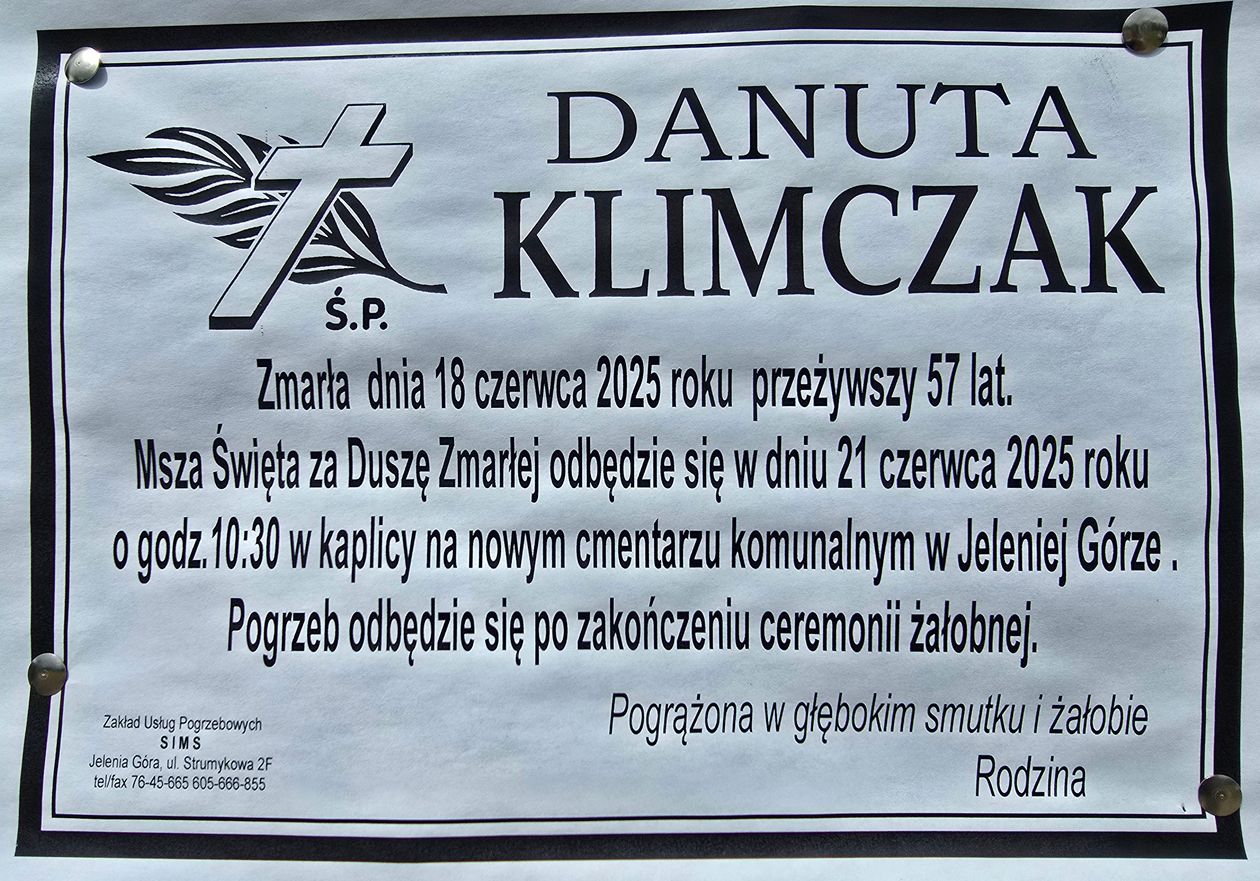 DANUTA
KLIMCZAK
Ś.P.
Zmarła dnia 18 czerwca 2025 roku przeżywszy 57 lat.
Msza Święta za Duszę Zmarłej odbędzie się w dniu 21 czerwca 2025 roku
o godz.10:30 w kaplicy na nowym cmentarzu komunalnym w Jeleniej Górze .
Pogrzeb odbędzie się po zakończeniu ceremonii żałobnej.
Pogrążona w głębokim smutku i żałobie
Rodzina
Zakład Usług Pogrzebowych
SIMS
Jelenia Góra, ul. Strumykowa 2F
tel/fax 76-45-665 605-666-855